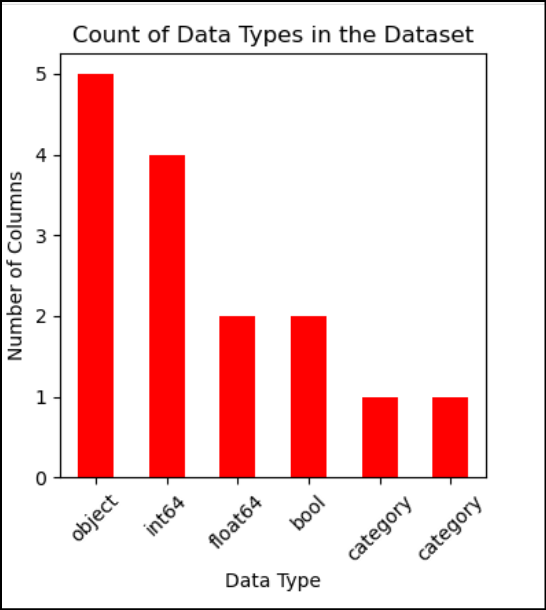 Count of Data Types in the Dataset
Number of Columns
5
4
3
2
1
0
object
int64
float64
bool
category
category
Data Type